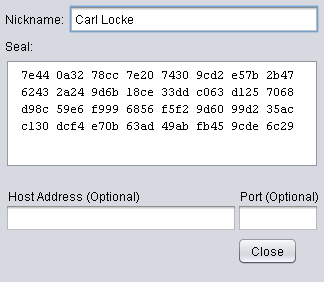 Nickname: Carl Locke
Seal:
7e44 0a32 78cc 7e20 7430 9cd2 e57b 2b47
6243 2a24 9d6b 18ce 33dd c063 d125 7068
d98c 59e6 f999 6856 f5f2 9d60 99d2 35ac
c130 dcf4 e70b 63ad 49ab fb45 9cde 6c29
Host Address (Optional) Port (Optional)
Close